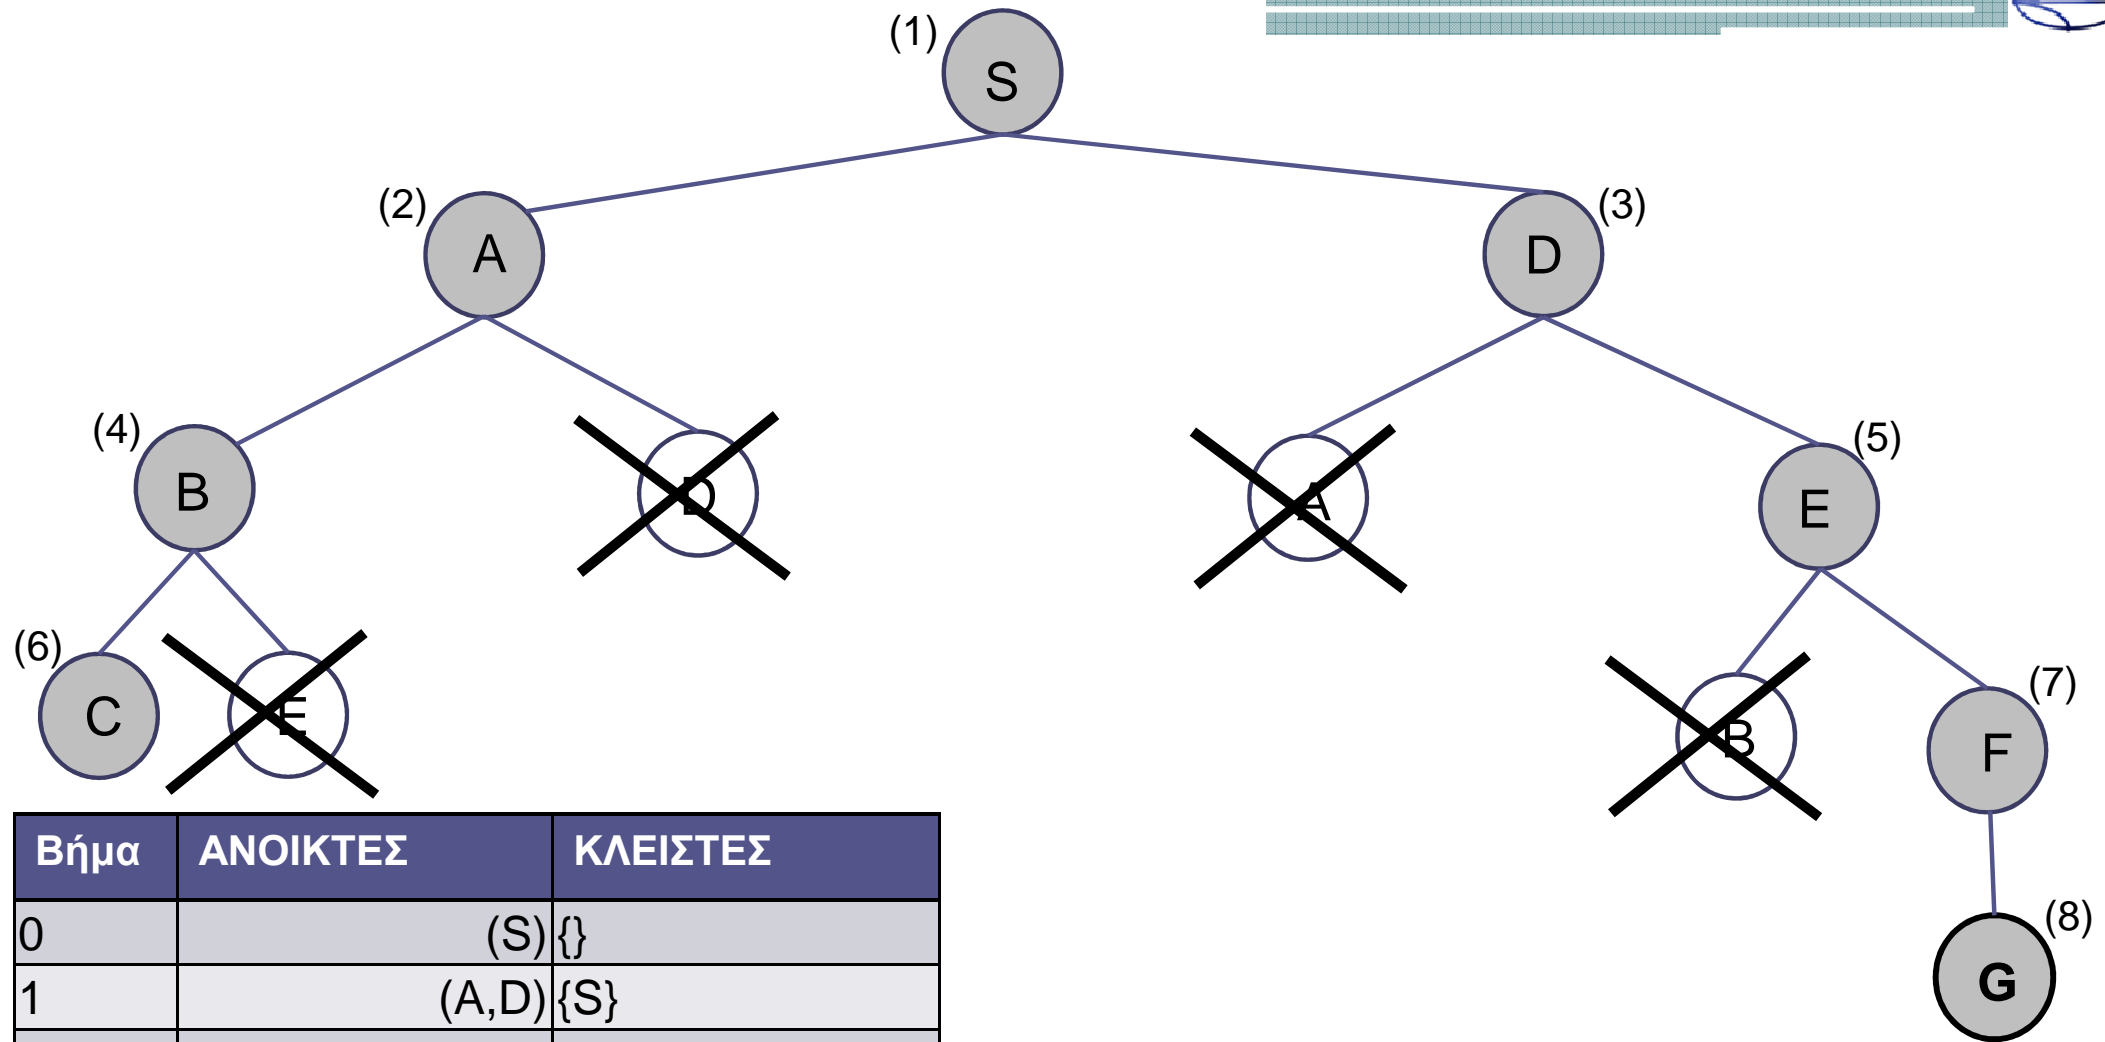 (1)
S
(2)
A
(3)
D
(4)
B
D
A
(5)
E
(6)
C
E
B
(7)
F
(8)
G
Βήμα ΑΝΟΙΚΤΕΣ ΚΛΕΙΣΤΕΣ
0 (S) {}
1 (A,D) {S}